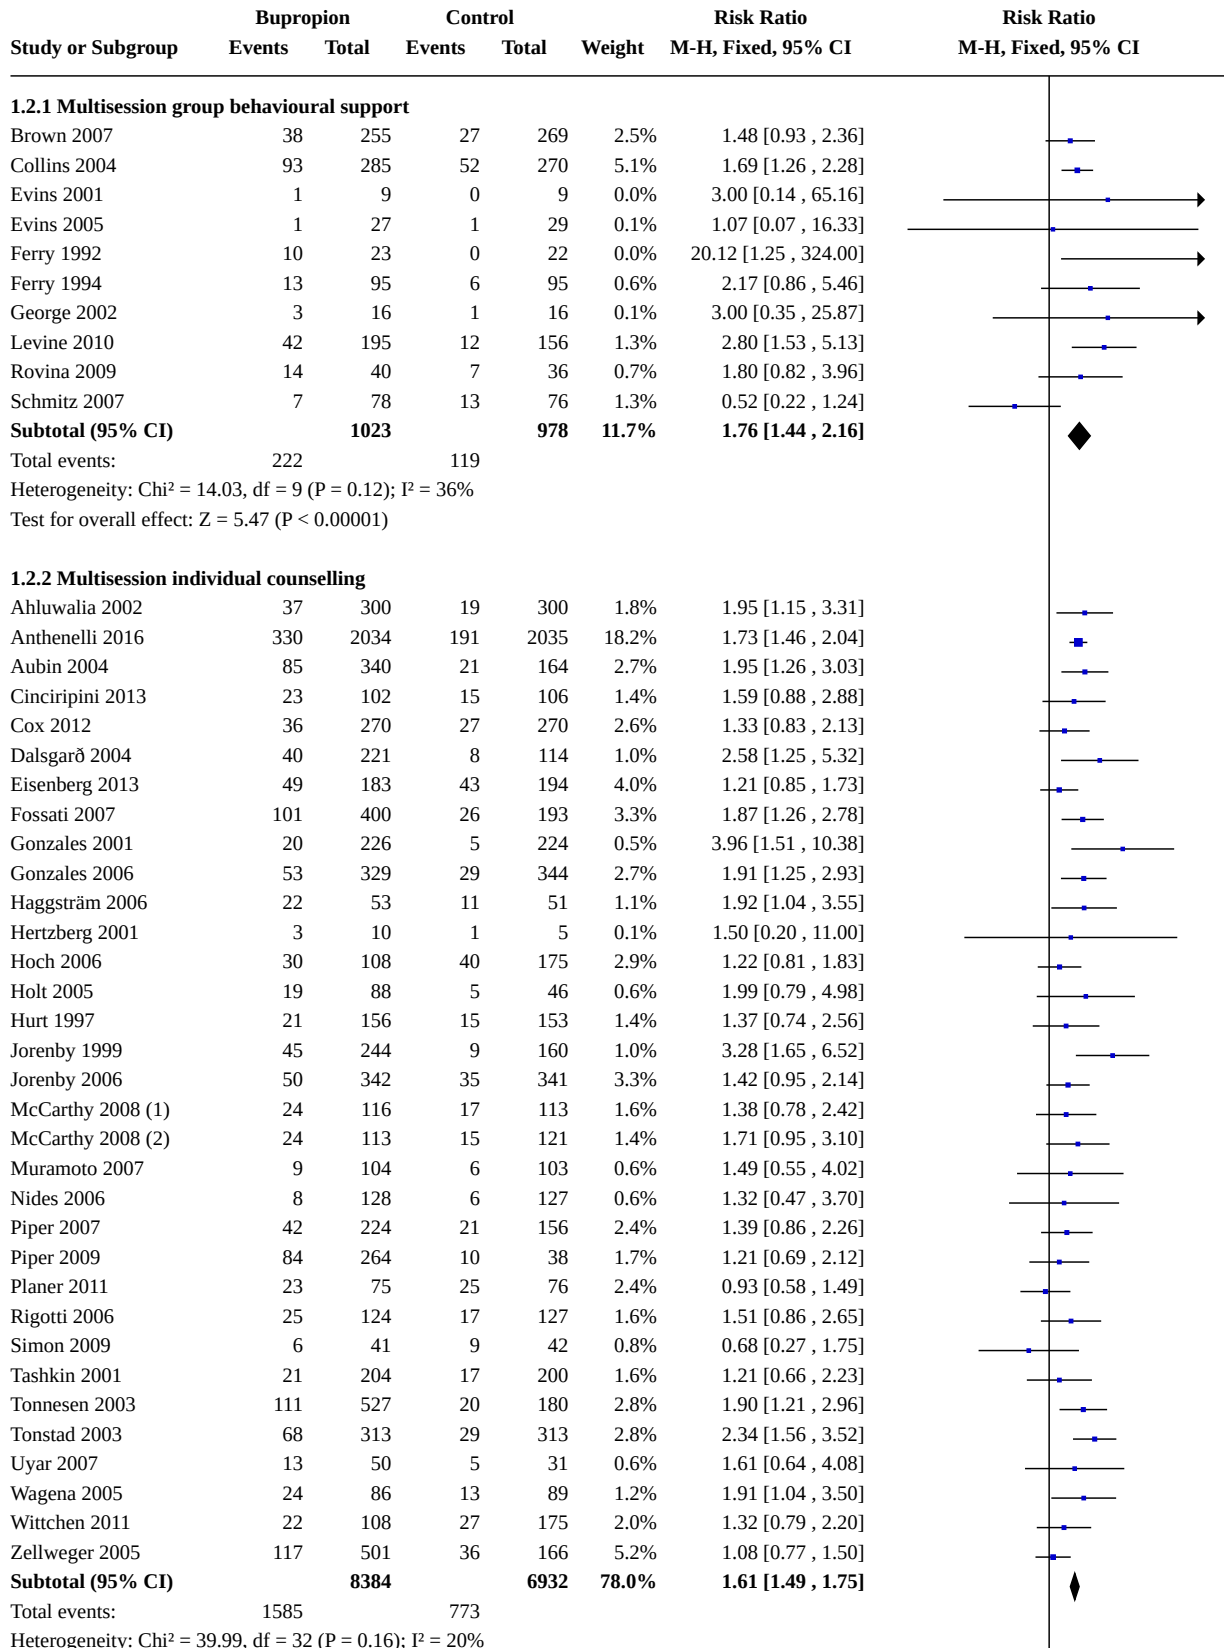 Bupropion Control Risk Ratio Risk Ratio
Study or Subgroup Events Total Events Total Weight M-H, Fixed, 95% CI M-H, Fixed, 95% CI
1.2.1 Multisession group behavioural support
Brown 2007 38 255 27 269 2.5% 1.48 [0.93 , 2.36]
Collins 2004 93 285 52 270 5.1% 1.69 [1.26 , 2.28]
Evins 2001 1 9 0 9 0.0% 3.00 [0.14 , 65.16]
Evins 2005 1 27 1 29 0.1% 1.07 [0.07 , 16.33]
Ferry 1992 10 23 0 22 0.0% 20.12 [1.25 , 324.00]
Ferry 1994 13 95 6 95 0.6% 2.17 [0.86 , 5.46]
George 2002 3 16 1 16 0.1% 3.00 [0.35 , 25.87]
Levine 2010 42 195 12 156 1.3% 2.80 [1.53 , 5.13]
Rovina 2009 14 40 7 36 0.7% 1.80 [0.82 , 3.96]
Schmitz 2007 7 78 13 76 1.3% 0.52 [0.22 , 1.24]
Subtotal (95% CI) 1023 978 11.7% 1.76 [1.44 , 2.16]
Total events: 222 119
Heterogeneity: Chi² = 14.03, df = 9 (P = 0.12); I² = 36%
Test for overall effect: Z = 5.47 (P < 0.00001)
1.2.2 Multisession individual counselling
Ahluwalia 2002 37 300 19 300 1.8% 1.95 [1.15 , 3.31]
Anthenelli 2016 330 2034 191 2035 18.2% 1.73 [1.46 , 2.04]
Aubin 2004 85 340 21 164 2.7% 1.95 [1.26 , 3.03]
Cinciripini 2013 23 102 15 106 1.4% 1.59 [0.88 , 2.88]
Cox 2012 36 270 27 270 2.6% 1.33 [0.83 , 2.13]
Dalsgarð 2004 40 221 8 114 1.0% 2.58 [1.25 , 5.32]
Eisenberg 2013 49 183 43 194 4.0% 1.21 [0.85 , 1.73]
Fossati 2007 101 400 26 193 3.3% 1.87 [1.26 , 2.78]
Gonzales 2001 20 226 5 224 0.5% 3.96 [1.51 , 10.38]
Gonzales 2006 53 329 29 344 2.7% 1.91 [1.25 , 2.93]
Haggsträm 2006 22 53 11 51 1.1% 1.92 [1.04 , 3.55]
Hertzberg 2001 3 10 1 5 0.1% 1.50 [0.20 , 11.00]
Hoch 2006 30 108 40 175 2.9% 1.22 [0.81 , 1.83]
Holt 2005 19 88 5 46 0.6% 1.99 [0.79 , 4.98]
Hurt 1997 21 156 15 153 1.4% 1.37 [0.74 , 2.56]
Jorenby 1999 45 244 9 160 1.0% 3.28 [1.65 , 6.52]
Jorenby 2006 50 342 35 341 3.3% 1.42 [0.95 , 2.14]
McCarthy 2008 (1) 24 116 17 113 1.6% 1.38 [0.78 , 2.42]
McCarthy 2008 (2) 24 113 15 121 1.4% 1.71 [0.95 , 3.10]
Muramoto 2007 9 104 6 103 0.6% 1.49 [0.55 , 4.02]
Nides 2006 8 128 6 127 0.6% 1.32 [0.47 , 3.70]
Piper 2007 42 224 21 156 2.4% 1.39 [0.86 , 2.26]
Piper 2009 84 264 10 38 1.7% 1.21 [0.69 , 2.12]
Planer 2011 23 75 25 76 2.4% 0.93 [0.58 , 1.49]
Rigotti 2006 25 124 17 127 1.6% 1.51 [0.86 , 2.65]
Simon 2009 6 41 9 42 0.8% 0.68 [0.27 , 1.75]
Tashkin 2001 21 204 17 200 1.6% 1.21 [0.66 , 2.23]
Tonnesen 2003 111 527 20 180 2.8% 1.90 [1.21 , 2.96]
Tonstad 2003 68 313 29 313 2.8% 2.34 [1.56 , 3.52]
Uyar 2007 13 50 5 31 0.6% 1.61 [0.64 , 4.08]
Wagena 2005 24 86 13 89 1.2% 1.91 [1.04 , 3.50]
Wittchen 2011 22 108 27 175 2.0% 1.32 [0.79 , 2.20]
Zellweger 2005 117 501 36 166 5.2% 1.08 [0.77 , 1.50]
Subtotal (95% CI) 8384 6932 78.0% 1.61 [1.49 , 1.75]
Total events: 1585 773
Heterogeneity: Chi² = 39.99, df = 32 (P = 0.16); I² = 20%